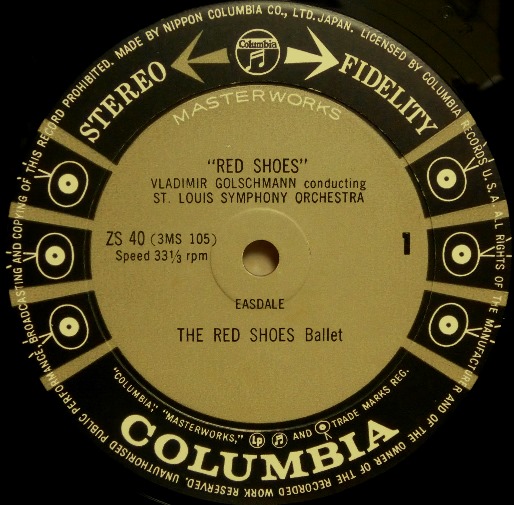 MADE BY NIPPON COLUMBIA CO., LTD. JAPAN. LICENSED BY COLUMBIA RECORDS U. S. A. ALL RIGHTS OF THE MANUFACTURER AND OF THE OWNER OF THE RECORDED WORK RESERVED. UNAUTHORISED PUBLIC PERFORMANCE, BROADCASTING AND COPYING OF THIS RECORD PROHIBITED.
STEREO
Columbia
FIDELITY
MASTERWORKS
"RED SHOES"
VLADIMIR GOLSCHMANN conducting
ST. LOUIS SYMPHONY ORCHESTRA
ZS 40 (3MS 105)
Speed 33⅓ rpm
1
EASDALE
THE RED SHOES Ballet
"COLUMBIA," "MASTERWORKS," Lp AND TRADE MARKS REG.
COLUMBIA